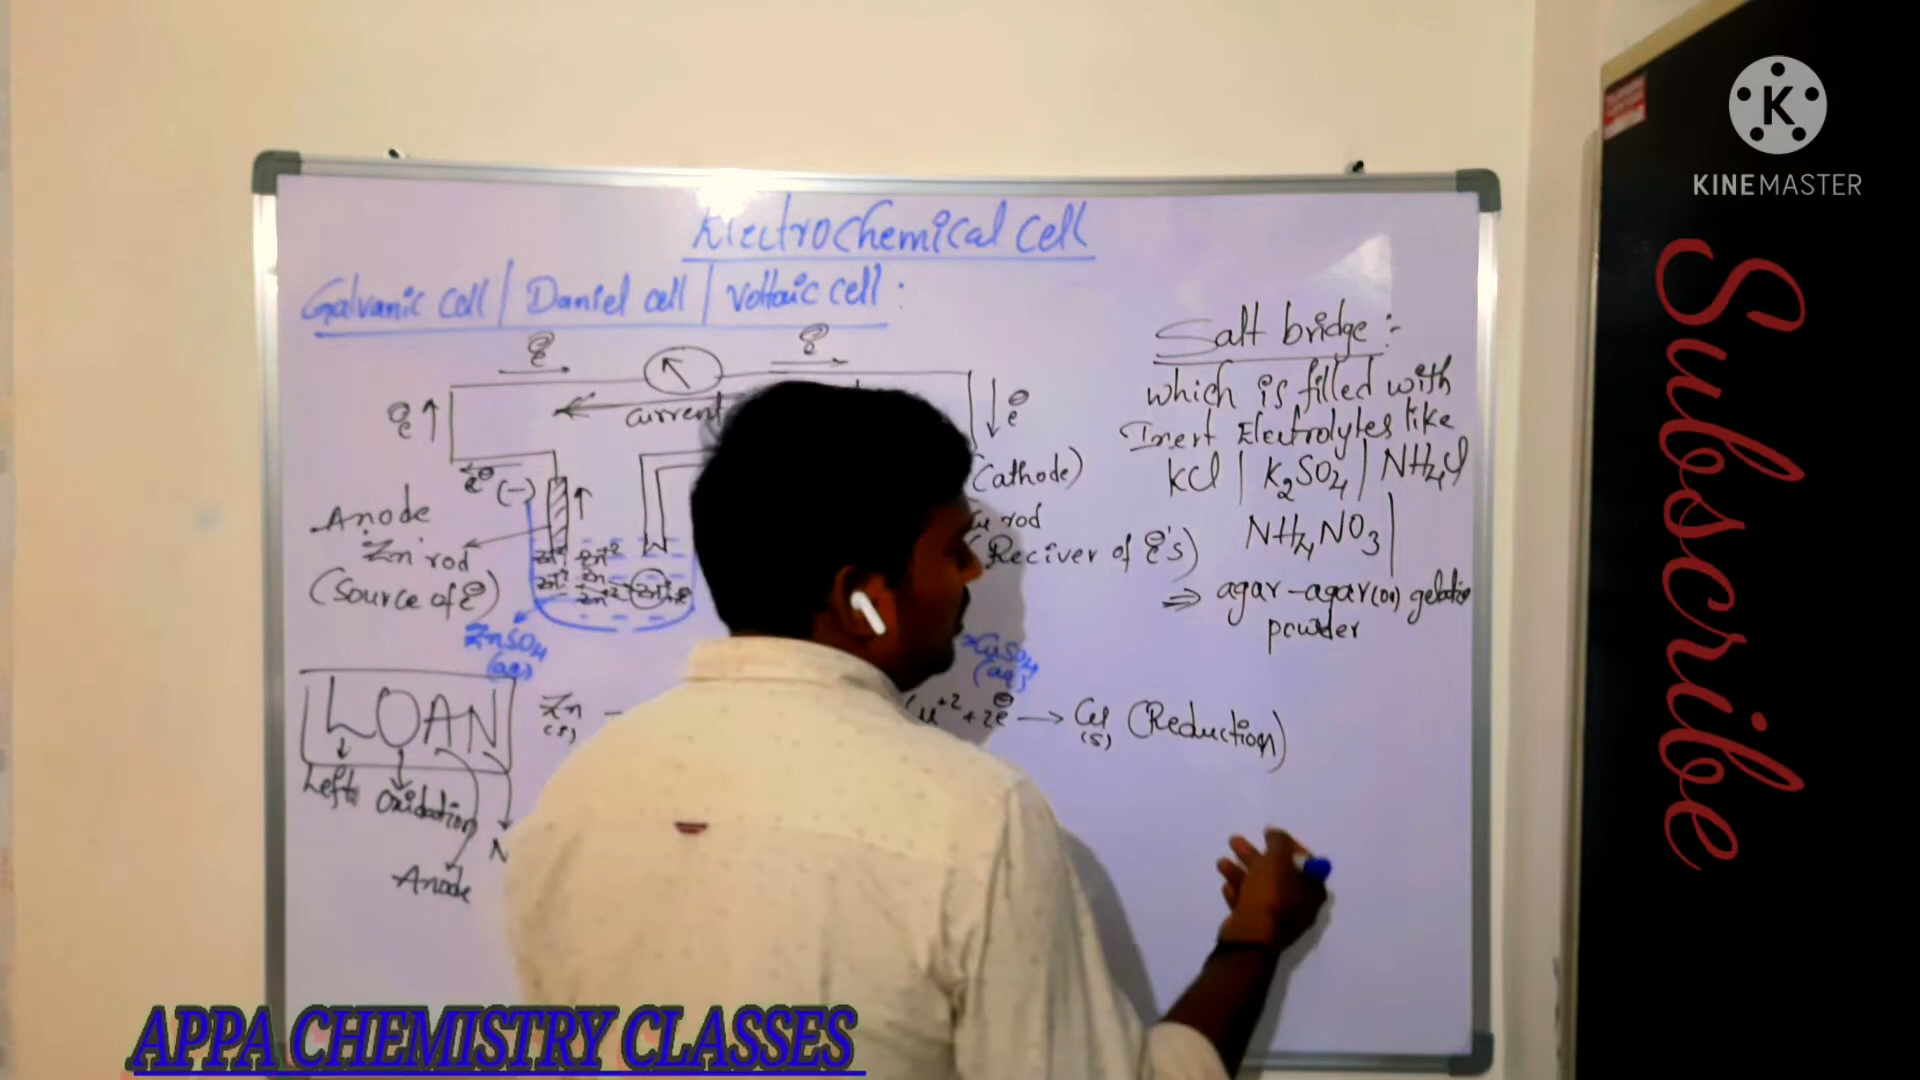 Electrochemical cell
Galvanic cell | Daniel cell | Voltaic cell :
current
(-)
Anode
Zn rod
(Source of e⊖)
ZnSO4
(aq)
LOAN
Left
Oxidation
Anode
N
Zn
(s)
(Cathode)
rod
(Reciver of e⊖'s)
CuSO4
(aq)
u+2 + 2e⊖ → Cu (Reduction)
(s)
Salt bridge :-
which is filled with
Inert Electrolytes like
KCl | K2SO4 | NH4Cl
NH4NO3 |
⇒ agar-agar (or) gelatin
powder
KINEMASTER
Subscribe
APPA CHEMISTRY CLASSES